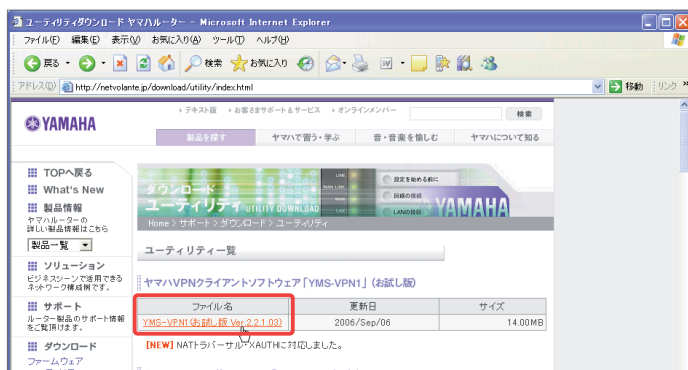 ユーティリティダウンロード ヤマハルーター - Microsoft Internet Explorer
ファイル(F) 編集(E) 表示(V) お気に入り(A) ツール(T) ヘルプ(H)
戻る 検索 お気に入り
アドレス(D) http://netvolante.jp/download/utility/index.html 移動 リンク »
テキスト版 お客さまサポート&サービス オンラインメンバー 検索
YAMAHA
製品を探す ヤマハで習う・学ぶ 音・音楽を愉しむ ヤマハについて知る
TOPへ戻る
What's New
製品情報
ヤマハルーターの
詳しい製品情報はこちら
製品一覧
ソリューション
ビジネスシーンで活用できる
ネットワーク構成例です。
サポート
ルーター製品のサポート情報
をご覧頂けます。
ダウンロード
ファームウェア
ダウンロード
ユーティリティ UTILITY DOWNLOAD
LINE
WAN LINK
WAN
LAN
設定を始める前に
回線の接続
LANの接続
YAMAHA
Home > サポート > ダウンロード > ユーティリティ
ユーティリティ一覧
ヤマハVPNクライアントソフトウェア「YMS-VPN1」(お試し版)
ファイル名 更新日 サイズ
YMS-VPN1(お試し版 Ver.2.2.1.03) 2006/Sep/06 14.00MB
[NEW] NATトラバーサル・XAUTHに対応しました。